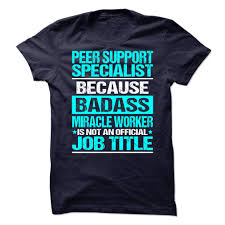 PEER SUPPORT
SPECIALIST
BECAUSE
BADASS
MIRACLE WORKER
IS NOT AN OFFICIAL
JOB TITLE